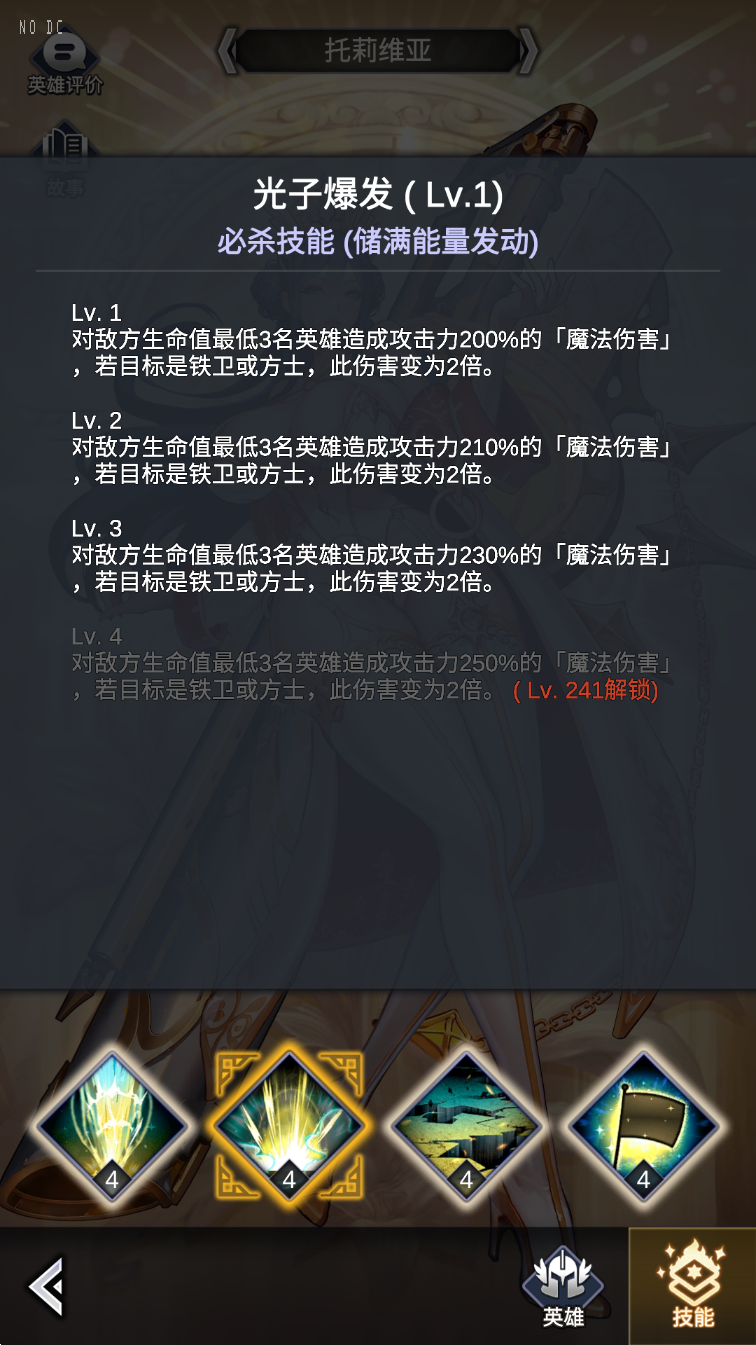 NO DC
托莉维亚
英雄评价
故事
光子爆发 ( Lv.1)
必杀技能 (储满能量发动)
Lv. 1
对敌方生命值最低3名英雄造成攻击力200%的「魔法伤害」
，若目标是铁卫或方士，此伤害变为2倍。
Lv. 2
对敌方生命值最低3名英雄造成攻击力210%的「魔法伤害」
，若目标是铁卫或方士，此伤害变为2倍。
Lv. 3
对敌方生命值最低3名英雄造成攻击力230%的「魔法伤害」
，若目标是铁卫或方士，此伤害变为2倍。
Lv. 4
对敌方生命值最低3名英雄造成攻击力250%的「魔法伤害」
，若目标是铁卫或方士，此伤害变为2倍。 ( Lv. 241解锁)
4
4
4
4
英雄
技能